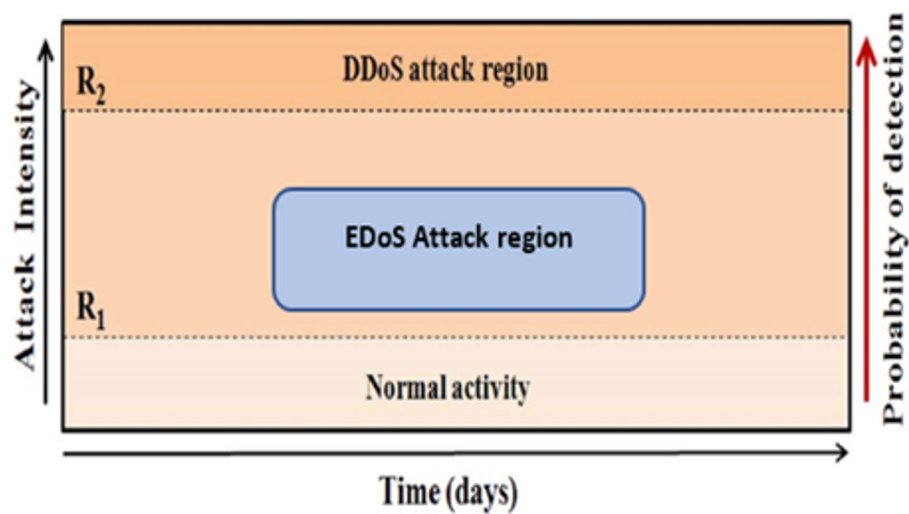 DDoS attack region
R2
EDoS Attack region
R1
Normal activity
Attack Intensity
Probability of detection
Time (days)